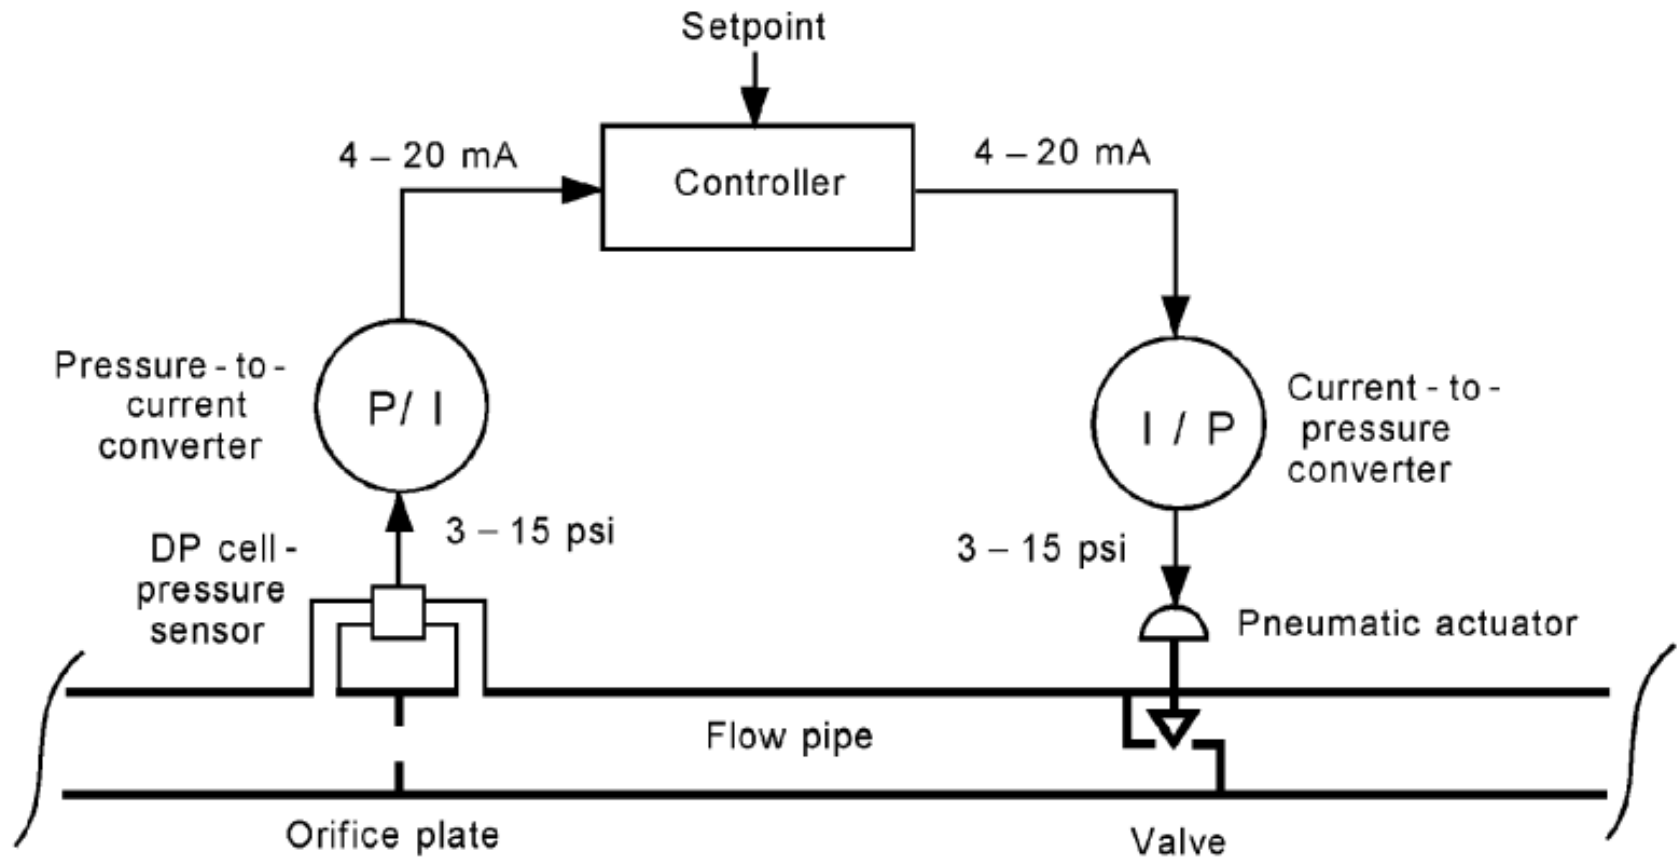 Setpoint
4 – 20 mA
Controller
4 – 20 mA
Pressure - to -
current
converter
P/ I
I / P
Current - to -
pressure
converter
DP cell -
pressure
sensor
3 – 15 psi
3 – 15 psi
Pneumatic actuator
Flow pipe
Orifice plate
Valve